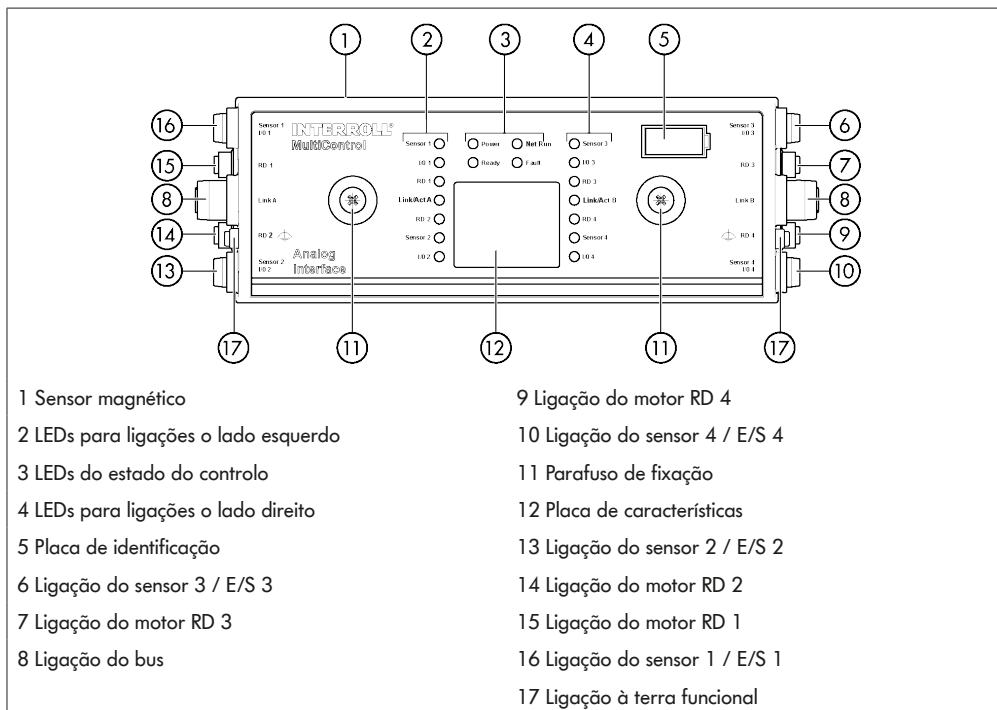 1 2 3 4 5
16 15 8 14 13
6 7 8 9 10
17 11 12 11 17
Sensor 1
I/O 1
RD 1
Link A
RD 2
Sensor 2
I/O 2
INTERROLL®
MultiControl
Analog
Interface
Sensor 1
I/O 1
RD 1
Link/Act A
RD 2
Sensor 2
I/O 2
Power Net Run
Ready Fault
Sensor 3
I/O 3
RD 3
Link/Act B
RD 4
Sensor 4
I/O 4
Sensor 3
I/O 3
RD 3
Link B
RD 4
Sensor 4
I/O 4
1 Sensor magnético
2 LEDs para ligações o lado esquerdo
3 LEDs do estado do controlo
4 LEDs para ligações o lado direito
5 Placa de identificação
6 Ligação do sensor 3 / E/S 3
7 Ligação do motor RD 3
8 Ligação do bus
9 Ligação do motor RD 4
10 Ligação do sensor 4 / E/S 4
11 Parafuso de fixação
12 Placa de característicias
13 Ligação do sensor 2 / E/S 2
14 Ligação do motor RD 2
15 Ligação do motor RD 1
16 Ligação do sensor 1 / E/S 1
17 Ligação à terra funcional